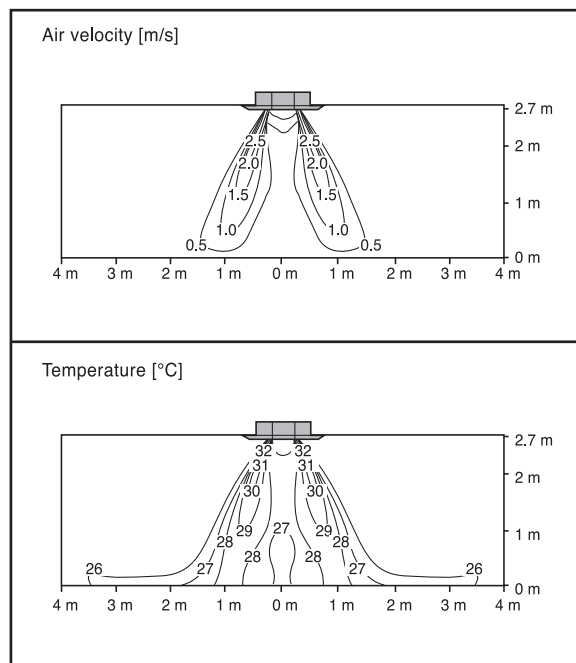 Air velocity [m/s]
2.7 m
2.5 2.5
2 m
2.0 2.0
1.5 1.5
1 m
1.0 1.0
0.5 0.5
0 m
4 m 3 m 2 m 1 m 0 m 1 m 2 m 3 m 4 m
Temperature [°C]
2.7 m
32 32
31 31
2 m
30 30
29 29
27
1 m
28 28
28 28
26 27 27 26
0 m
4 m 3 m 2 m 1 m 0 m 1 m 2 m 3 m 4 m